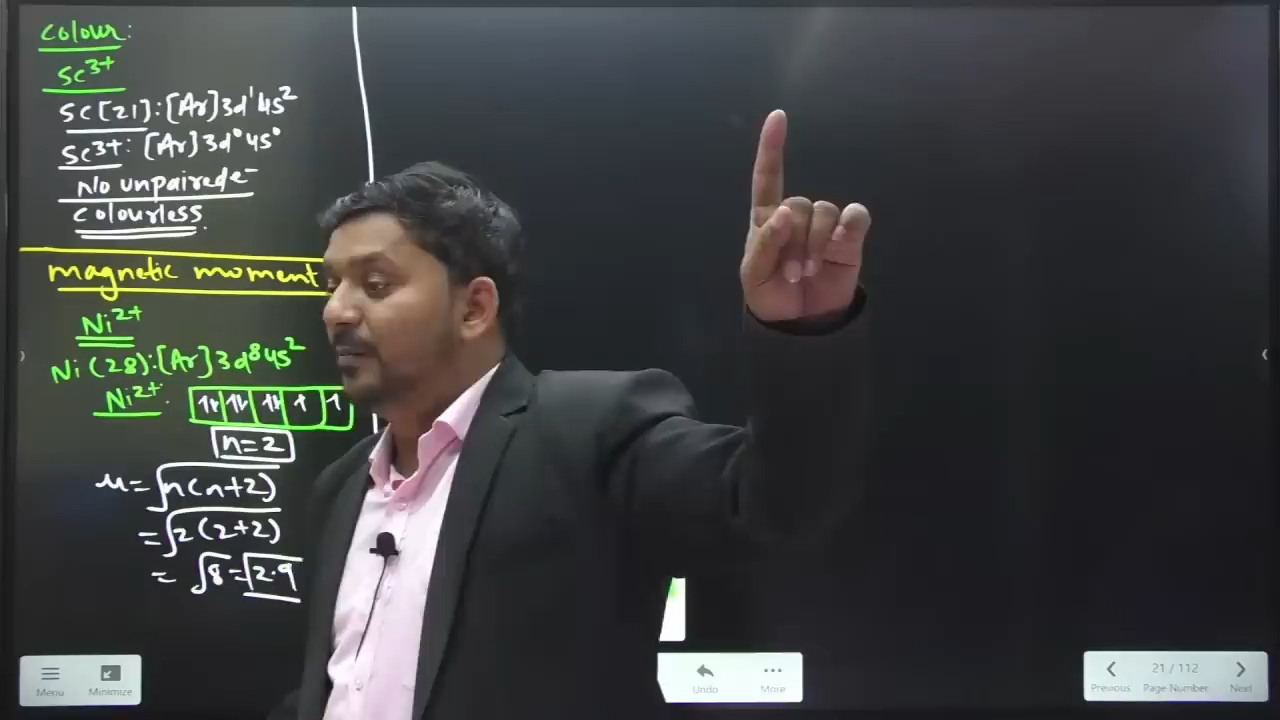 Colour:
Sc³⁺
Sc[21]:[Ar]3d¹4s²
Sc³⁺: [Ar]3d⁰4s⁰
No unpaired e⁻
Colourless.
magnetic moment
Ni²⁺
Ni(28):[Ar]3d⁸4s²
Ni²⁺: ⥮ ⥮ ⥮ ↑ ↑
n=2
μ=√n(n+2)
=√2(2+2)
= √8=2.9
Menu
Minimize
Undo
More
Previous
21 / 112
Page Number
Next